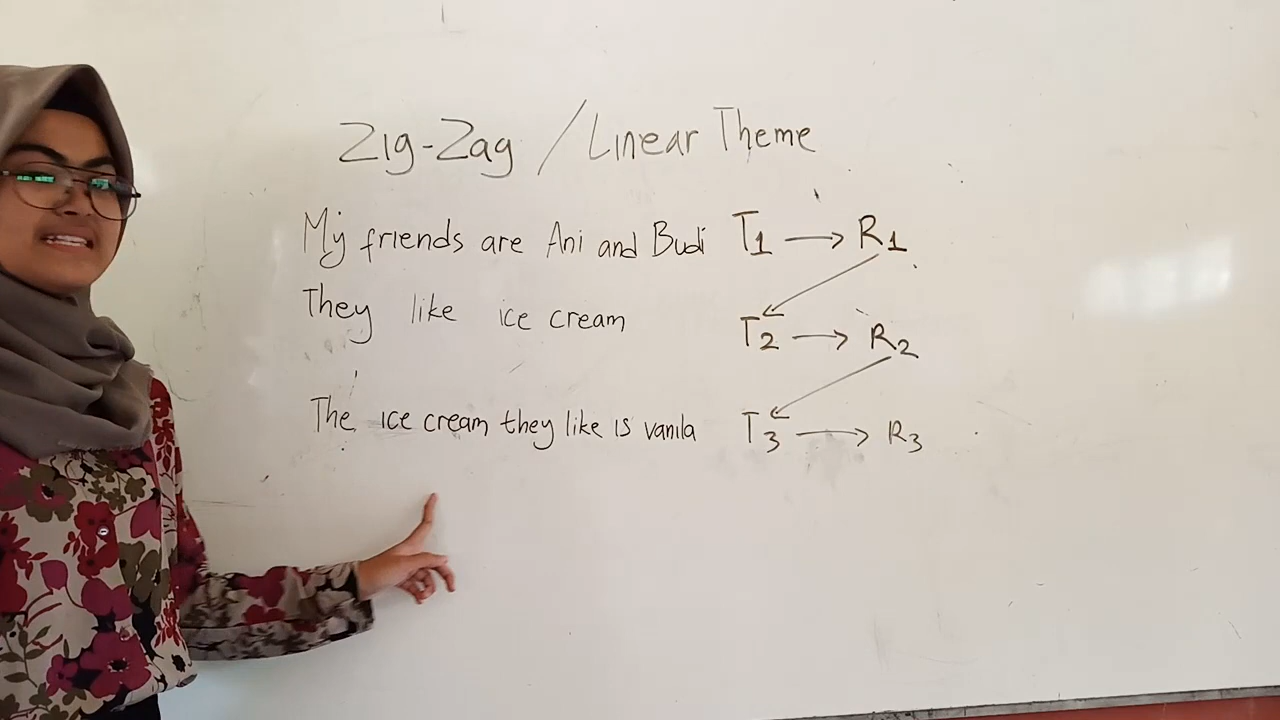 Zig-Zag / Linear Theme
My friends are Ani and Budi T1 → R1
They like ice cream T2 → R2
The ice cream they like is vanila T3 → R3